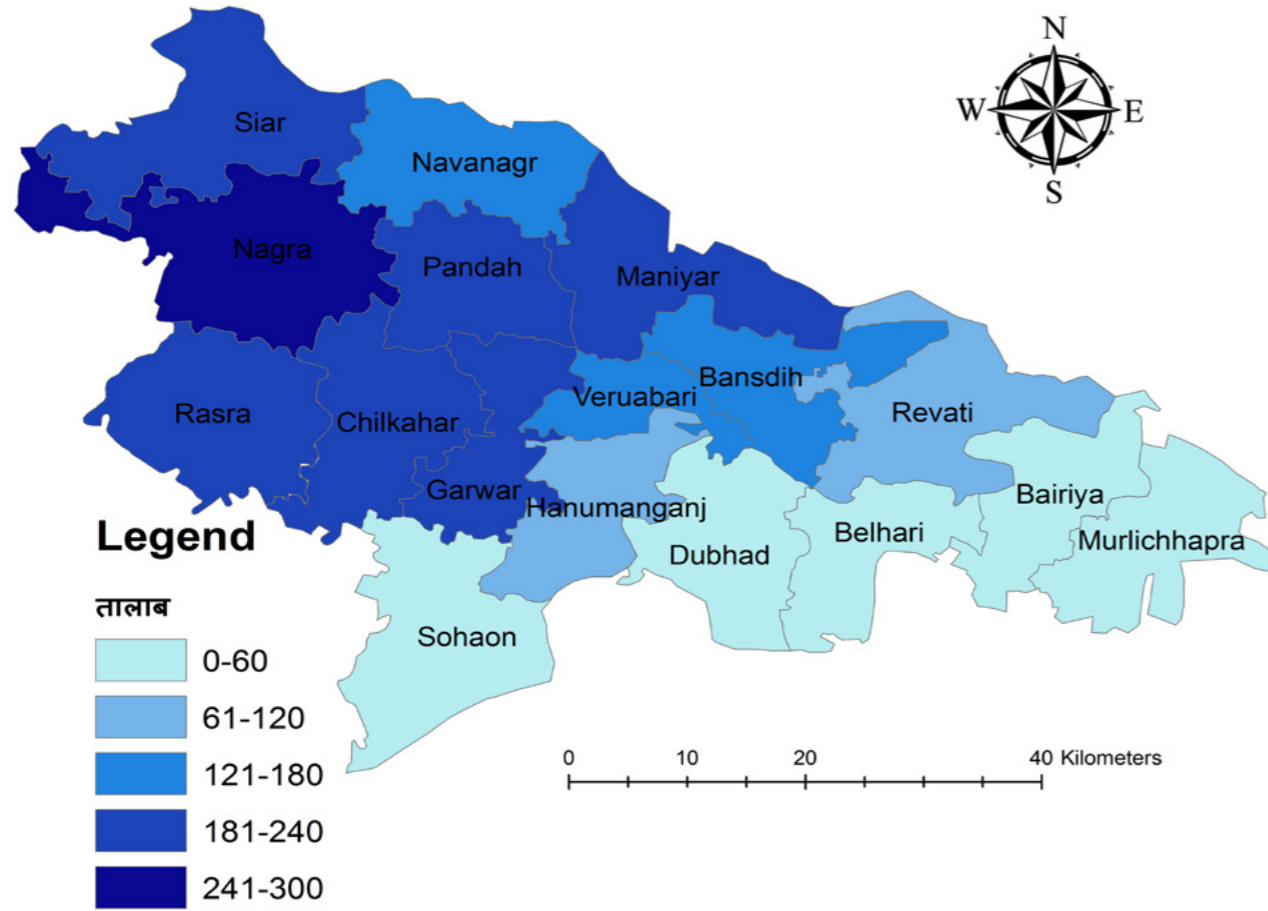 N
W E
S
Siar
Navanagr
Nagra
Pandah
Maniyar
Rasra
Chilkahar
Veruabari
Bansdih
Revati
Garwar
Hanumanganj
Bairiya
Dubhad
Belhari
Murlichhapra
Sohaon
Legend
तालाब
0-60
61-120
121-180
181-240
241-300
0 10 20 40 Kilometers